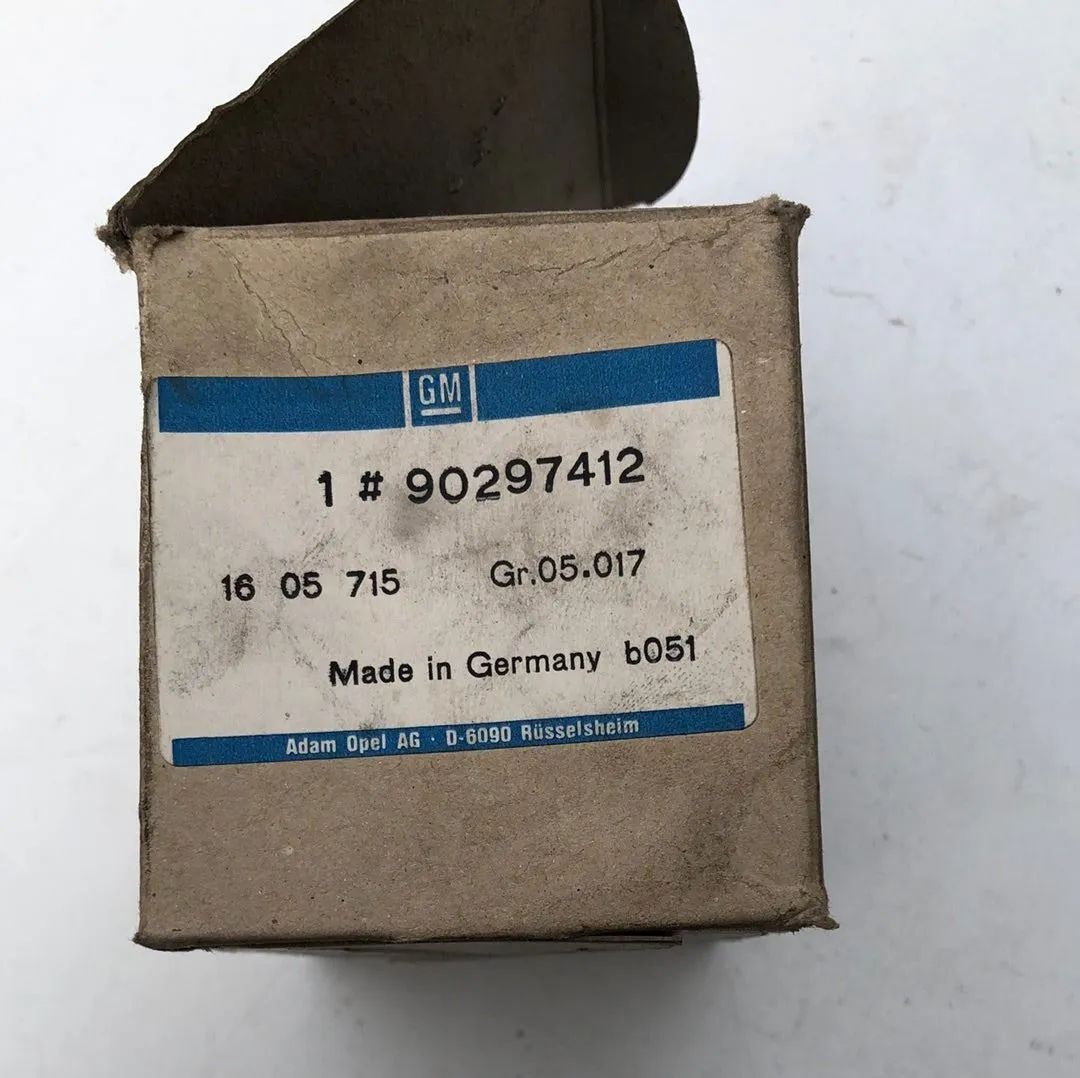 GM
1 # 90297412
16 05 715 Gr.05.017
Made in Germany b051
Adam Opel AG · D-6090 Rüsselsheim